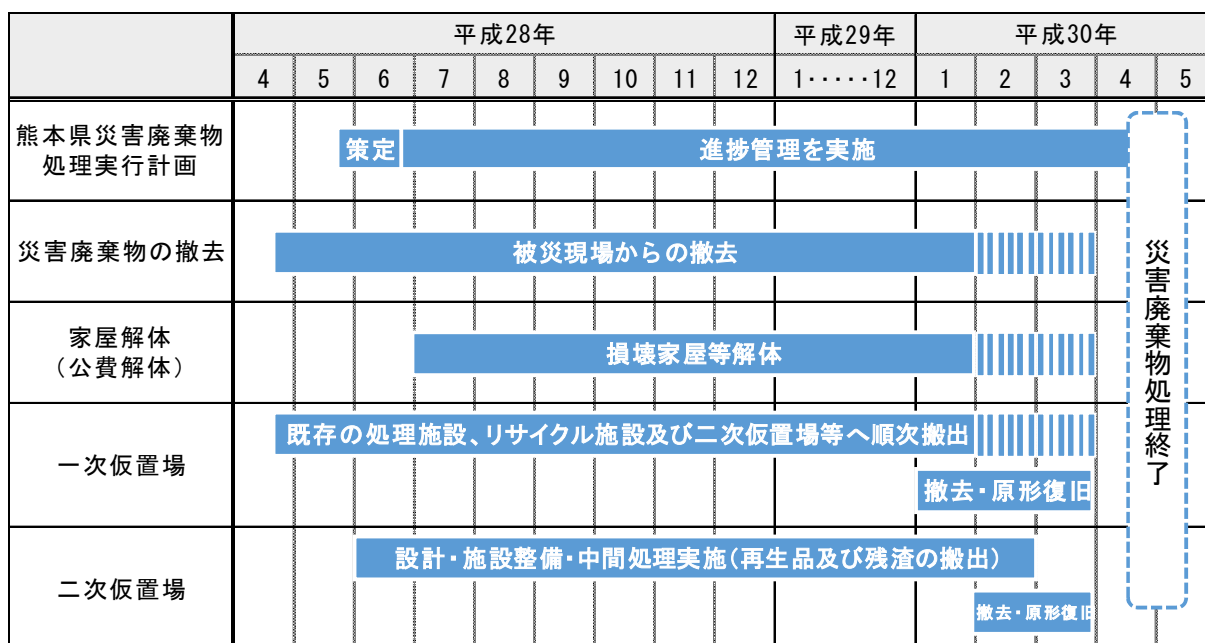 平成28年 平成29年 平成30年
4 5 6 7 8 9 10 11 12 1・・・・・12 1 2 3 4 5
熊本県災害廃棄物
処理実行計画
策定 進捗管理を実施
災害廃棄物の撤去 被災現場からの撤去
家屋解体
（公費解体）
損壊家屋等解体
一次仮置場
既存の処理施設、リサイクル施設及び二次仮置場等へ順次搬出
撤去・原形復旧
二次仮置場
設計・施設整備・中間処理実施（再生品及び残渣の搬出）
撤去・原形復旧
災害廃棄物処理終了